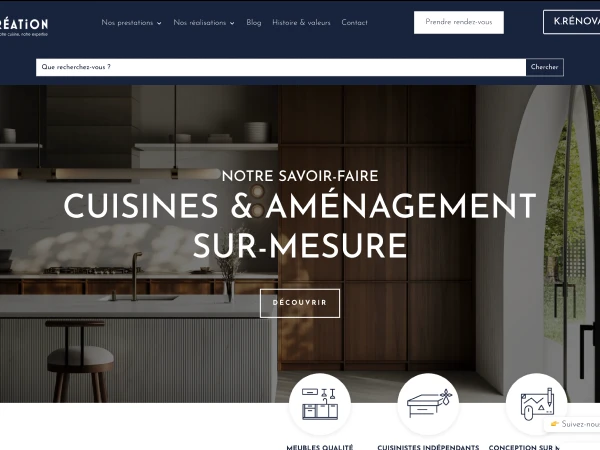 RÉATION
otre cuisine, notre expertise
Nos prestations Nos réalisations Blog Histoire & valeurs Contact
Prendre rendez-vous
K.RÉNOVA
Que recherchez-vous ?
Chercher
NOTRE SAVOIR-FAIRE
CUISINES & AMÉNAGEMENT
SUR-MESURE
DÉCOUVRIR
👉 Suivez-nous
MEUBLES QUALITÉ
CUISINISTES INDÉPENDANTS
CONCEPTION SUR